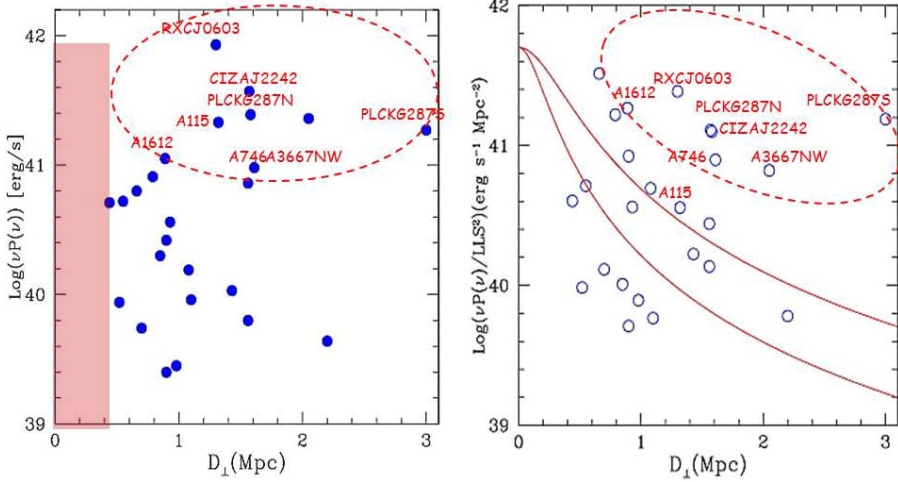 42
41
40
39
Log(νP(ν)) [erg/s]
0
1
2
3
D⊥(Mpc)
RXCJ0603
CIZAJ2242
PLCKG287N
A115
PLCKG287S
A1612
A746A3667NW
42
41
40
39
Log(νP(ν)/LLS²)(erg s⁻¹ Mpc⁻²)
0
1
2
3
D⊥(Mpc)
RXCJ0603
A1612
PLCKG287S
PLCKG287N
CIZAJ2242
A746
A3667NW
A115